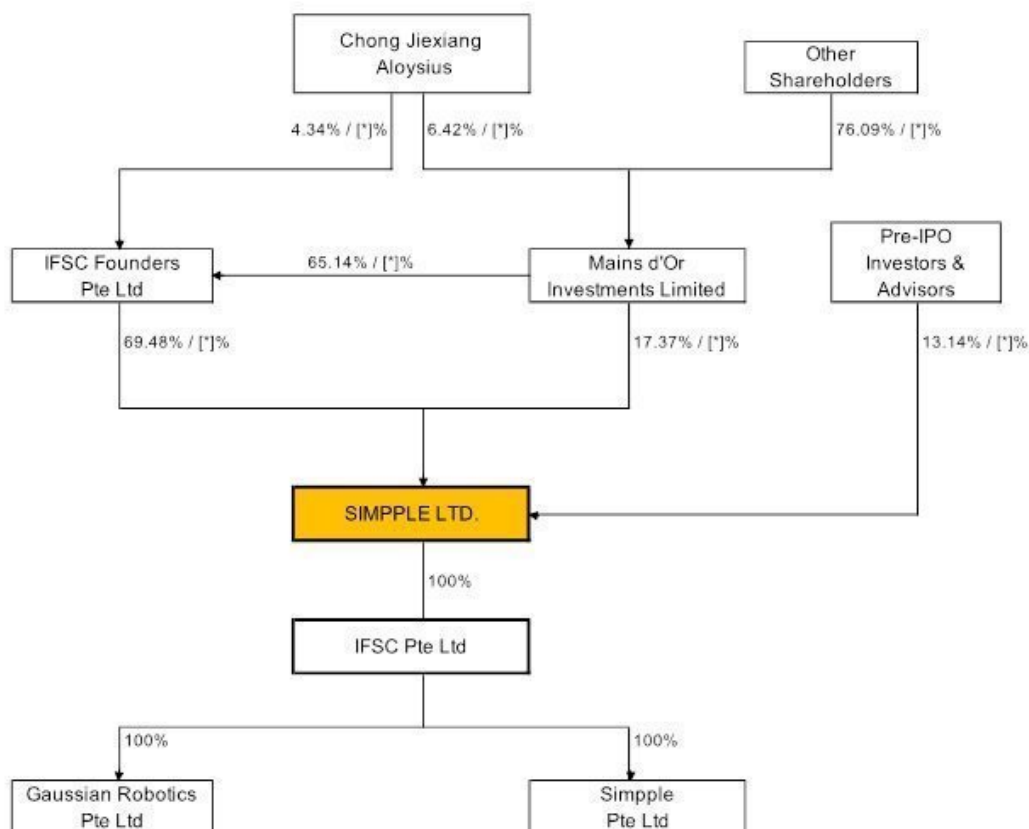 Chong Jiexiang
Aloysius
Other
Shareholders
4.34% / [*]%
6.42% / [*]%
76.09% / [*]%
IFSC Founders
Pte Ltd
65.14% / [*]%
Mains d'Or
Investments Limited
Pre-IPO
Investors &
Advisors
69.48% / [*]%
17.37% / [*]%
13.14% / [*]%
SIMPPLE LTD.
100%
IFSC Pte Ltd
100%
100%
Gaussian Robotics
Pte Ltd
Simpple
Pte Ltd